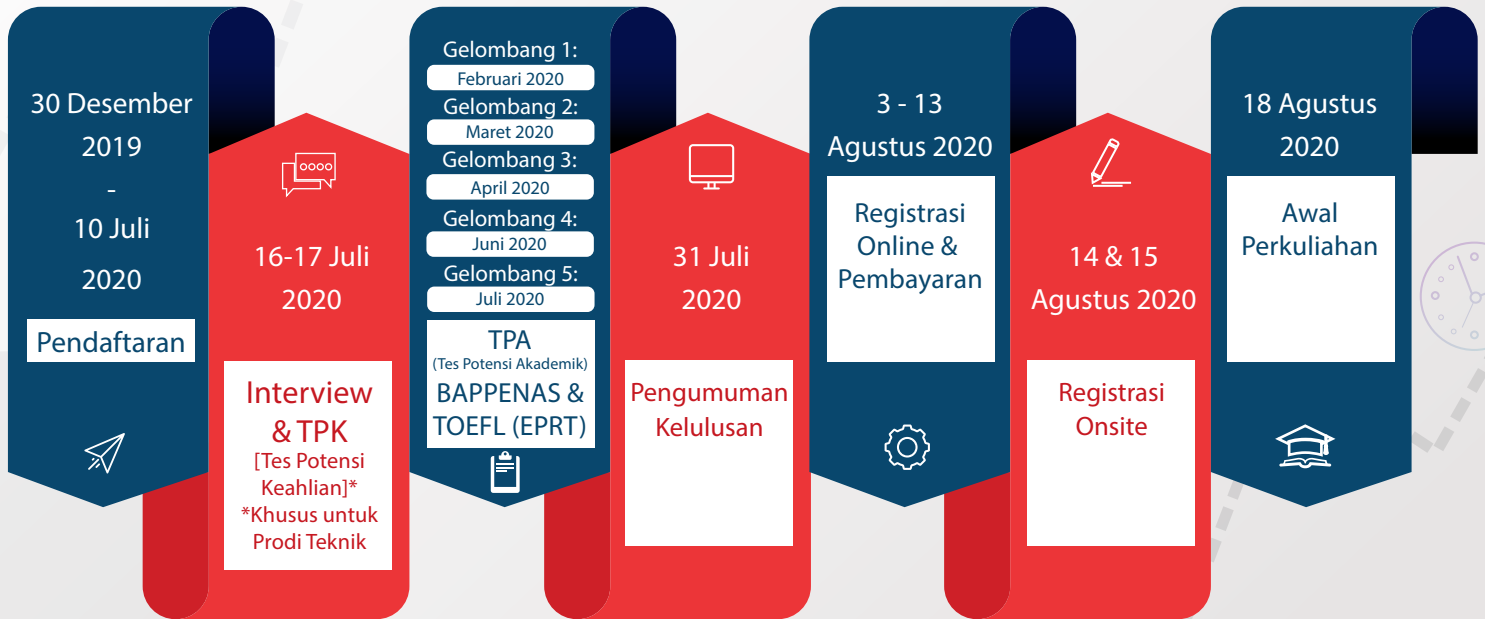 30 Desember
2019
-
10 Juli
2020
Pendaftaran
16-17 Juli
2020
Interview
& TPK
[Tes Potensi
Keahlian]*
*Khusus untuk
Prodi Teknik
Gelombang 1:
Februari 2020
Gelombang 2:
Maret 2020
Gelombang 3:
April 2020
Gelombang 4:
Juni 2020
Gelombang 5:
Juli 2020
TPA
(Tes Potensi Akademik)
BAPPENAS &
TOEFL (EPRT)
31 Juli
2020
Pengumuman
Kelulusan
3 - 13
Agustus 2020
Registrasi
Online &
Pembayaran
14 & 15
Agustus 2020
Registrasi
Onsite
18 Agustus
2020
Awal
Perkuliahan